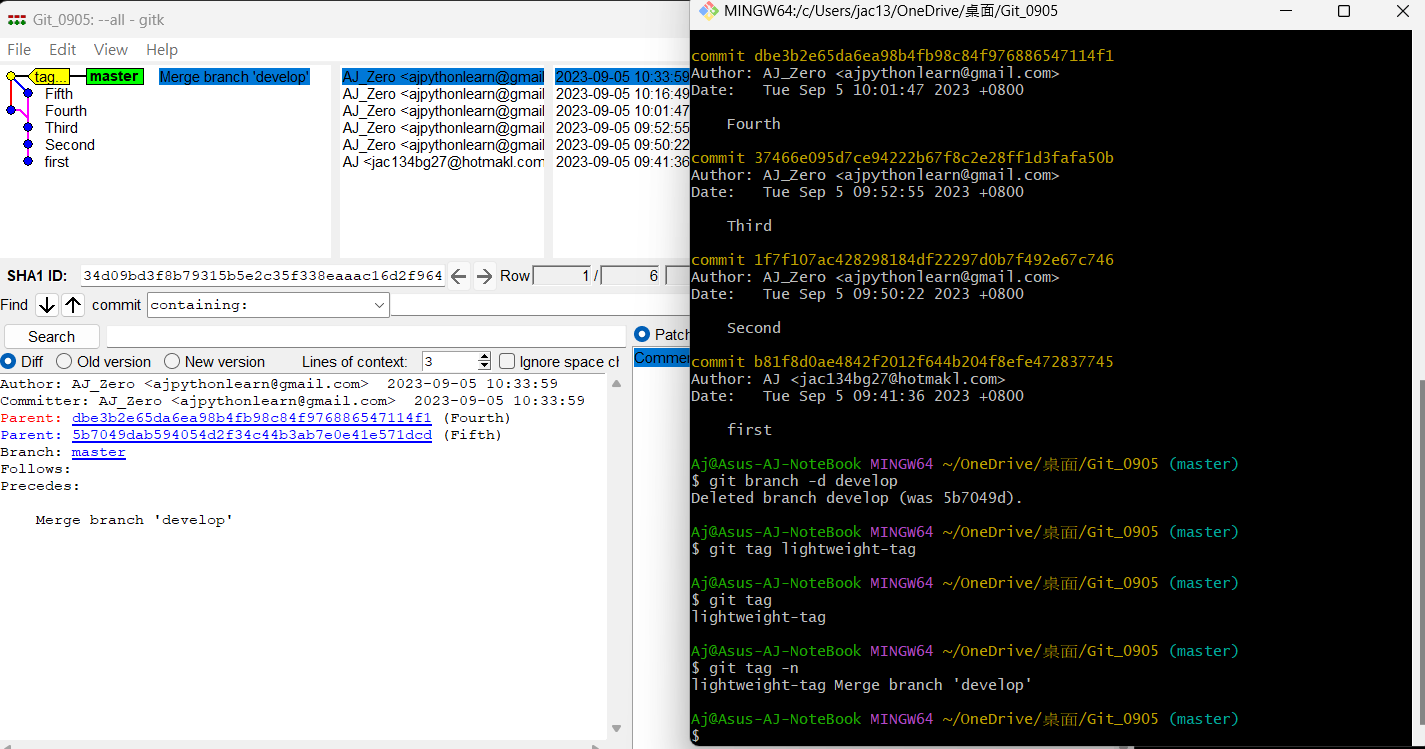 Git_0905: --all - gitk
File Edit View Help
tag... master Merge branch 'develop' AJ_Zero <ajpythonlearn@gmail 2023-09-05 10:33:59
Fifth AJ_Zero <ajpythonlearn@gmail 2023-09-05 10:16:49
Fourth AJ_Zero <ajpythonlearn@gmail 2023-09-05 10:01:47
Third AJ_Zero <ajpythonlearn@gmail 2023-09-05 09:52:55
Second AJ_Zero <ajpythonlearn@gmail 2023-09-05 09:50:22
first AJ <jac134bg27@hotmakl.com 2023-09-05 09:41:36
SHA1 ID: 34d09bd3f8b79315b5e2c35f338eaaac16d2f964 Row 1 / 6
Find commit containing:
Search
Diff Old version New version Lines of context: 3 Ignore space ch
Patch
Comme
Author: AJ_Zero <ajpythonlearn@gmail.com> 2023-09-05 10:33:59
Committer: AJ_Zero <ajpythonlearn@gmail.com> 2023-09-05 10:33:59
Parent: dbe3b2e65da6ea98b4fb98c84f976886547114f1 (Fourth)
Parent: 5b7049dab594054d2f34c44b3ab7e0e41e571dcd (Fifth)
Branch: master
Follows:
Precedes:
Merge branch 'develop'
MINGW64:/c/Users/jac13/OneDrive/桌面/Git_0905
commit dbe3b2e65da6ea98b4fb98c84f976886547114f1
Author: AJ_Zero <ajpythonlearn@gmail.com>
Date: Tue Sep 5 10:01:47 2023 +0800
Fourth
commit 37466e095d7ce94222b67f8c2e28ff1d3fafa50b
Author: AJ_Zero <ajpythonlearn@gmail.com>
Date: Tue Sep 5 09:52:55 2023 +0800
Third
commit 1f7f107ac428298184df22297d0b7f492e67c746
Author: AJ_Zero <ajpythonlearn@gmail.com>
Date: Tue Sep 5 09:50:22 2023 +0800
Second
commit b81f8d0ae4842f2012f644b204f8efe472837745
Author: AJ <jac134bg27@hotmakl.com>
Date: Tue Sep 5 09:41:36 2023 +0800
first
Aj@Asus-AJ-NoteBook MINGW64 ~/OneDrive/桌面/Git_0905 (master)
$ git branch -d develop
Deleted branch develop (was 5b7049d).
Aj@Asus-AJ-NoteBook MINGW64 ~/OneDrive/桌面/Git_0905 (master)
$ git tag lightweight-tag
Aj@Asus-AJ-NoteBook MINGW64 ~/OneDrive/桌面/Git_0905 (master)
$ git tag
lightweight-tag
Aj@Asus-AJ-NoteBook MINGW64 ~/OneDrive/桌面/Git_0905 (master)
$ git tag -n
lightweight-tag Merge branch 'develop'
Aj@Asus-AJ-NoteBook MINGW64 ~/OneDrive/桌面/Git_0905 (master)
$